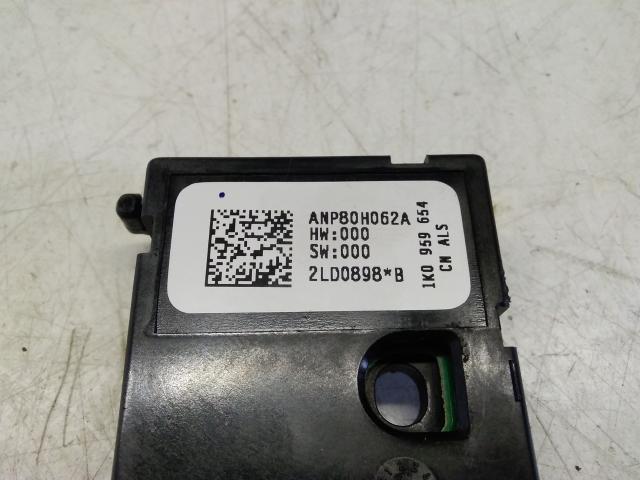 ANP80H062A
HW:000
SW:000
2LD0898*B
1K0 959 654
CN ALS